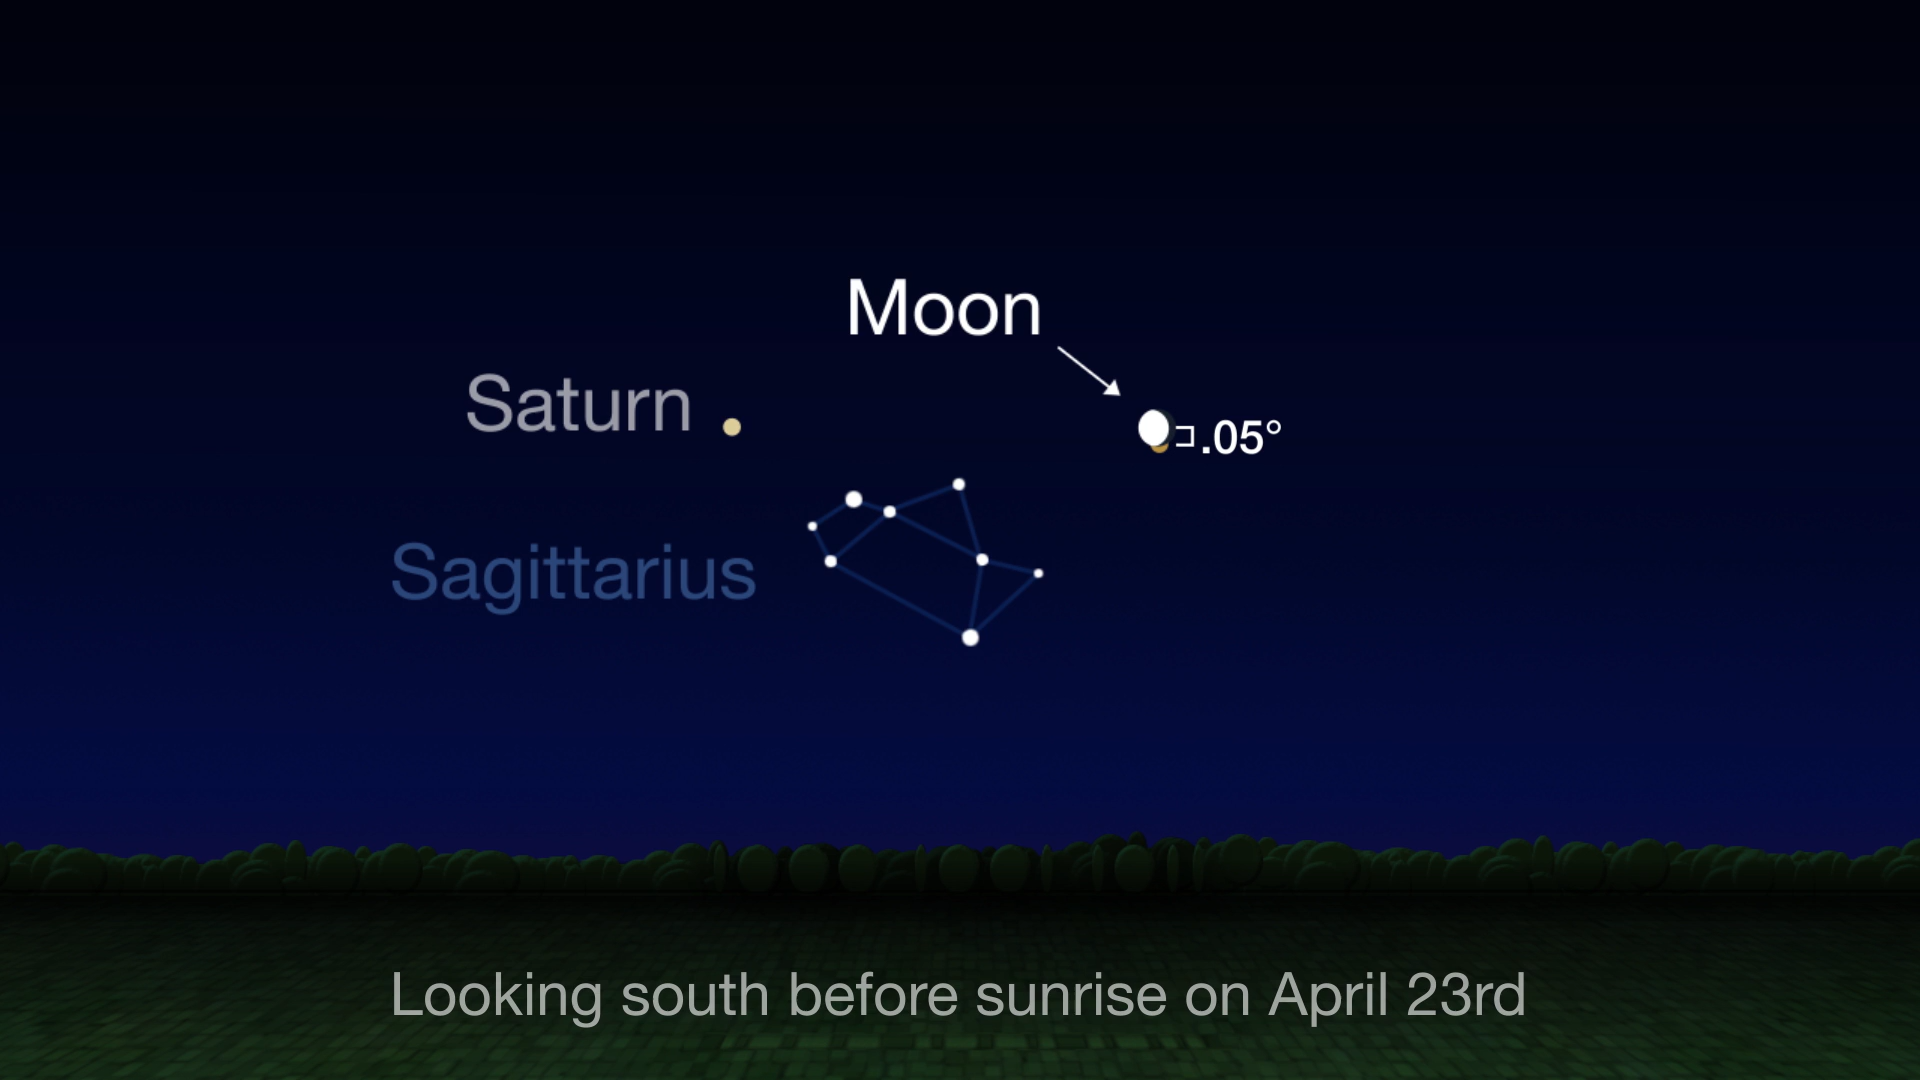 Moon
Saturn
.05°
Sagittarius
Looking south before sunrise on April 23rd